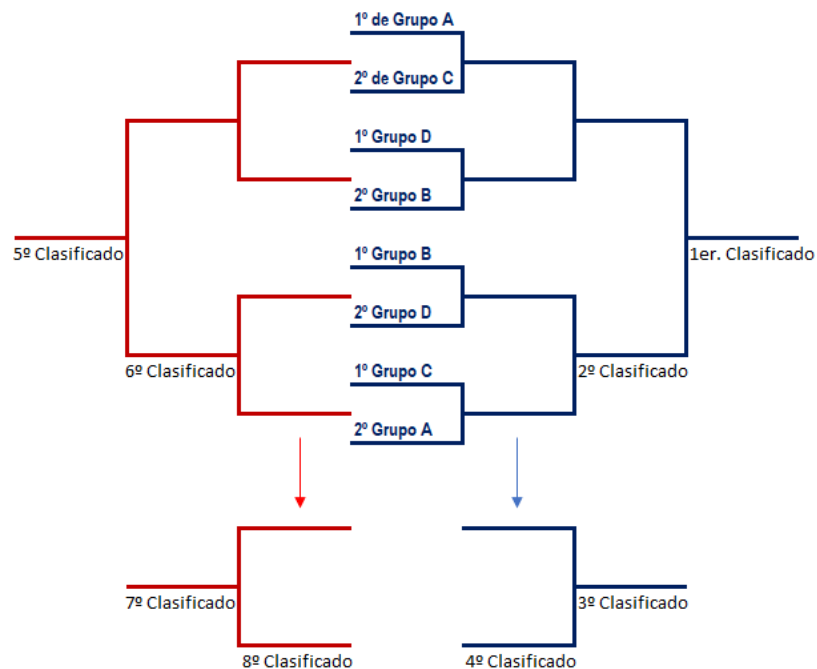 1º de Grupo A
2º de Grupo C
1º Grupo D
2º Grupo B
5º Clasificado
1º Grupo B
1er. Clasificado
2º Grupo D
6º Clasificado
1º Grupo C
2º Clasificado
2º Grupo A
7º Clasificado
3º Clasificado
8º Clasificado
4º Clasificado